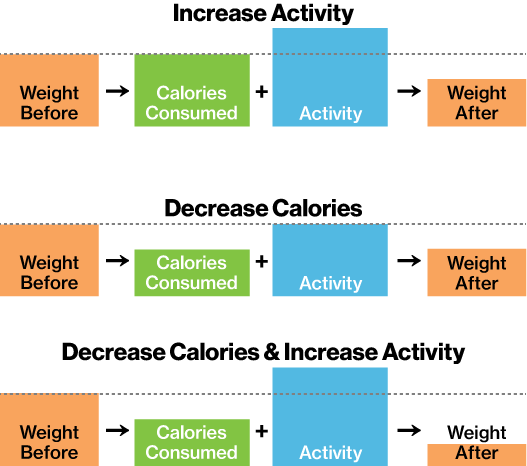 Increase Activity
Weight Before → Calories Consumed + Activity → Weight After
Decrease Calories
Weight Before → Calories Consumed + Activity → Weight After
Decrease Calories & Increase Activity
Weight Before → Calories Consumed + Activity → Weight After